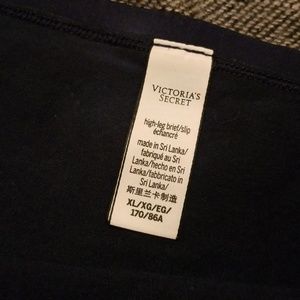 VICTORIA'S
SECRET
high-leg brief/slip
échancré
made in Sri Lanka/
fabriqué au Sri
Lanka/hecho en Sri
Lanka/fabbricato in
Sri Lanka/
斯里兰卡制造
XL/XG/EG/
170/86A